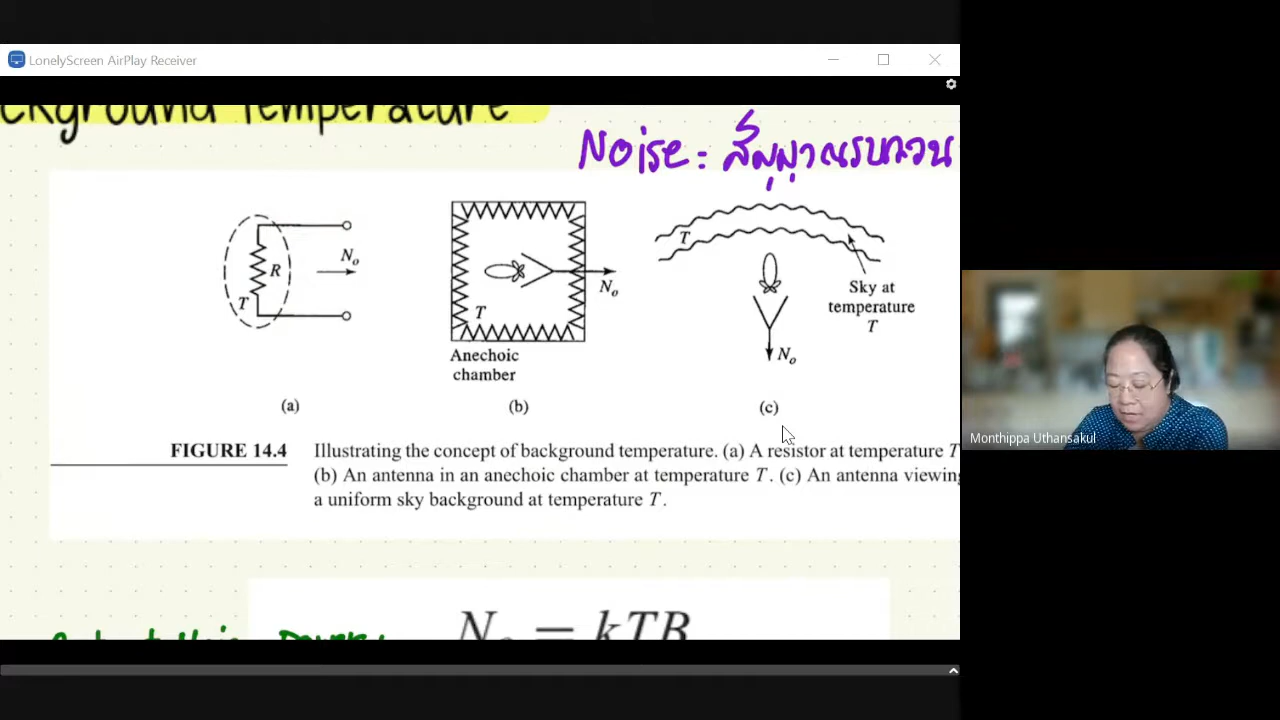 LonelyScreen AirPlay Receiver
ckground Temperature
Noise : สัญญาณรบกวน
R
T
No
T
No
Anechoic
chamber
T
Sky at
temperature
T
No
(a)
(b)
(c)
FIGURE 14.4 Illustrating the concept of background temperature. (a) A resistor at temperature T
(b) An antenna in an anechoic chamber at temperature T. (c) An antenna viewing
a uniform sky background at temperature T.
No = kTB
Monthippa Uthansakul